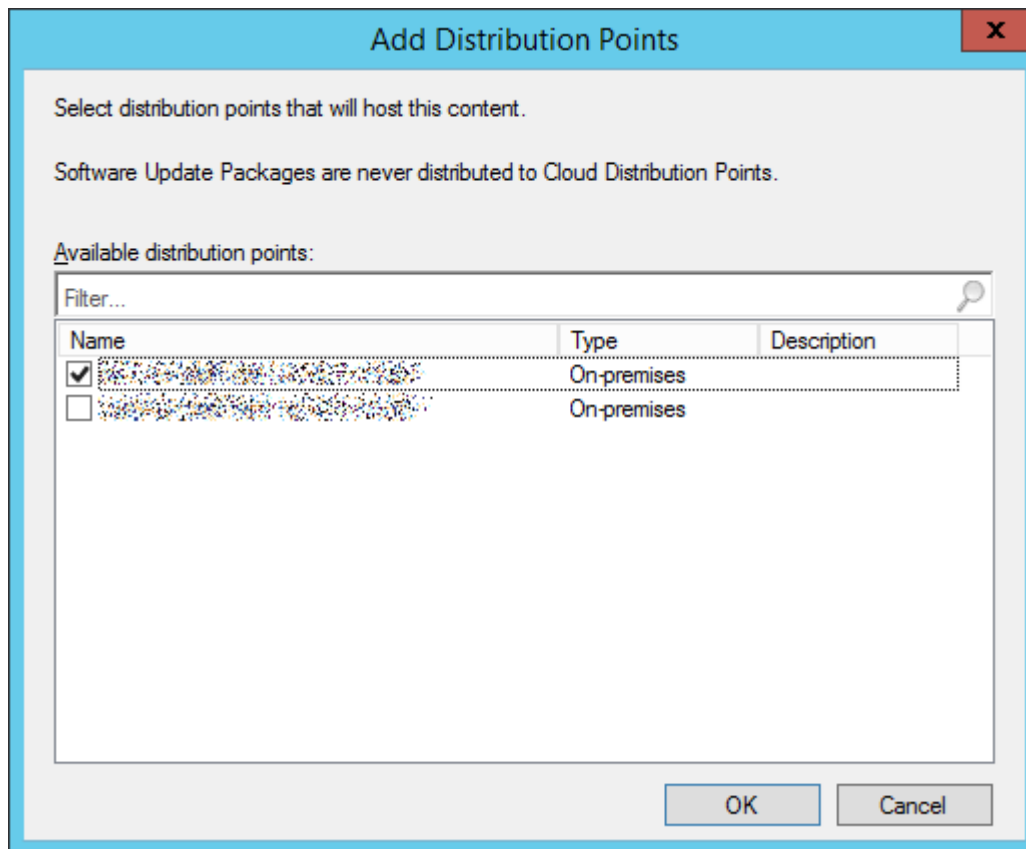 Add Distribution Points
x
Select distribution points that will host this content.
Software Update Packages are never distributed to Cloud Distribution Points.
Available distribution points:
Filter...
Name Type Description
On-premises
On-premises
OK Cancel